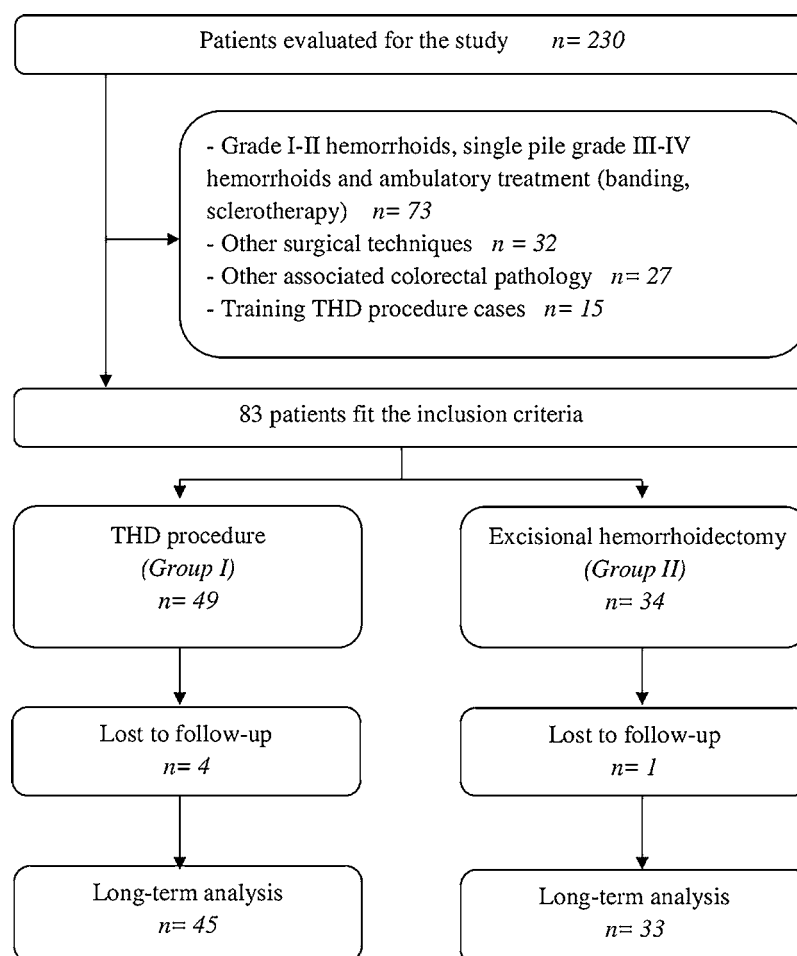 Patients evaluated for the study n= 230
- Grade I-II hemorrhoids, single pile grade III-IV
hemorrhoids and ambulatory treatment (banding,
sclerotherapy) n= 73
- Other surgical techniques n = 32
- Other associated colorectal pathology n= 27
- Training THD procedure cases n= 15
83 patients fit the inclusion criteria
THD procedure
(Group I)
n= 49
Excisional hemorrhoidectomy
(Group II)
n= 34
Lost to follow-up
n= 4
Lost to follow-up
n= 1
Long-term analysis
n= 45
Long-term analysis
n= 33